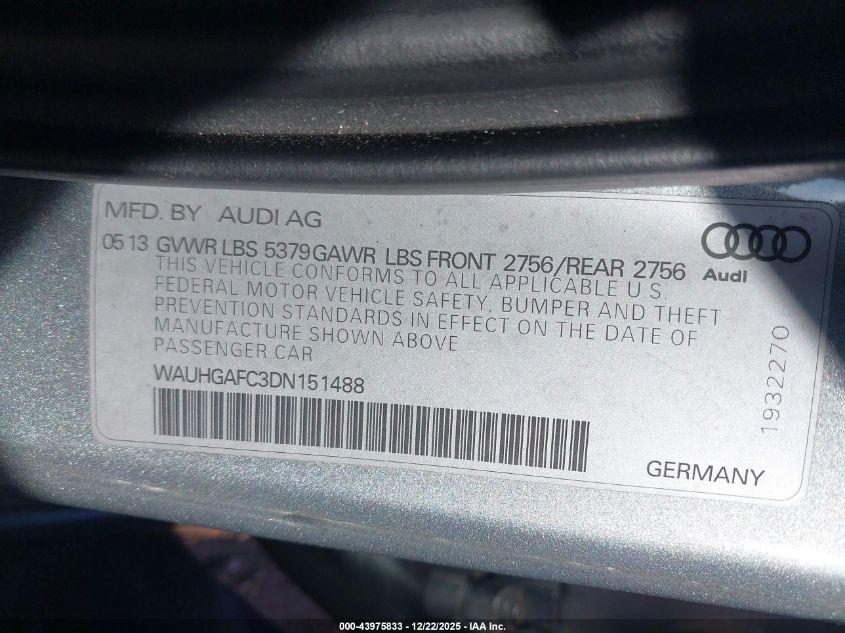 MFD. BY AUDI AG
05 13 GVWR LBS 5379 GAWR LBS FRONT 2756/REAR 2756
Audi
THIS VEHICLE CONFORMS TO ALL APPLICABLE U.S.
FEDERAL MOTOR VEHICLE SAFETY, BUMPER AND THEFT
PREVENTION STANDARDS IN EFFECT ON THE DATE OF
MANUFACTURE SHOWN ABOVE
PASSENGER CAR
WAUHGAFC3DN151488
1932270
GERMANY
000-43975833 - 12/22/2025 - IAA Inc.